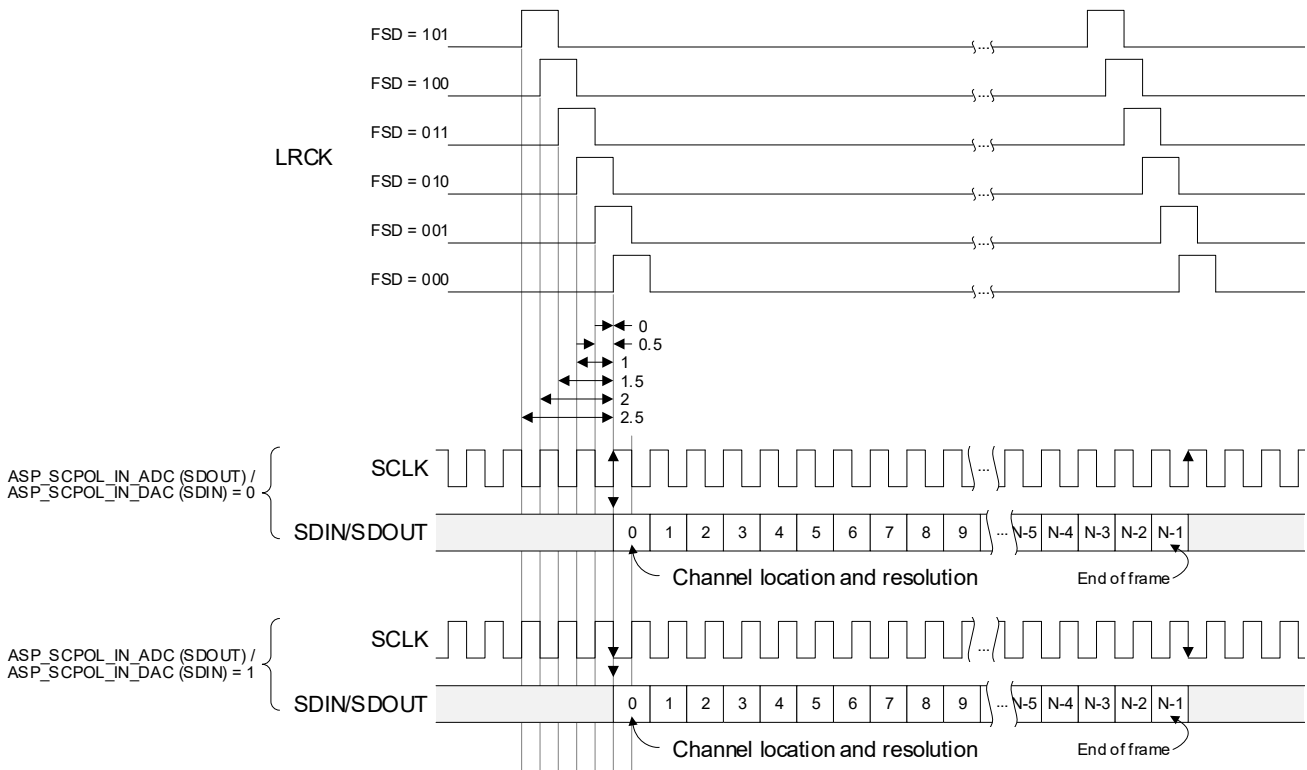 FSD = 101
...
...
FSD = 100
...
FSD = 011
...
LRCK
FSD = 010
...
FSD = 001
...
FSD = 000
...
0
0.5
1
1.5
2
2.5
SCLK
...
ASP_SCPOL_IN_ADC (SDOUT) /
ASP_SCPOL_IN_DAC (SDIN) = 0
SDIN/SDOUT 0 1 2 3 4 5 6 7 8 9 ... N-5 N-4 N-3 N-2 N-1
Channel location and resolution
End of frame
SCLK
...
ASP_SCPOL_IN_ADC (SDOUT) /
ASP_SCPOL_IN_DAC (SDIN) = 1
SDIN/SDOUT 0 1 2 3 4 5 6 7 8 9 ... N-5 N-4 N-3 N-2 N-1
Channel location and resolution
End of frame